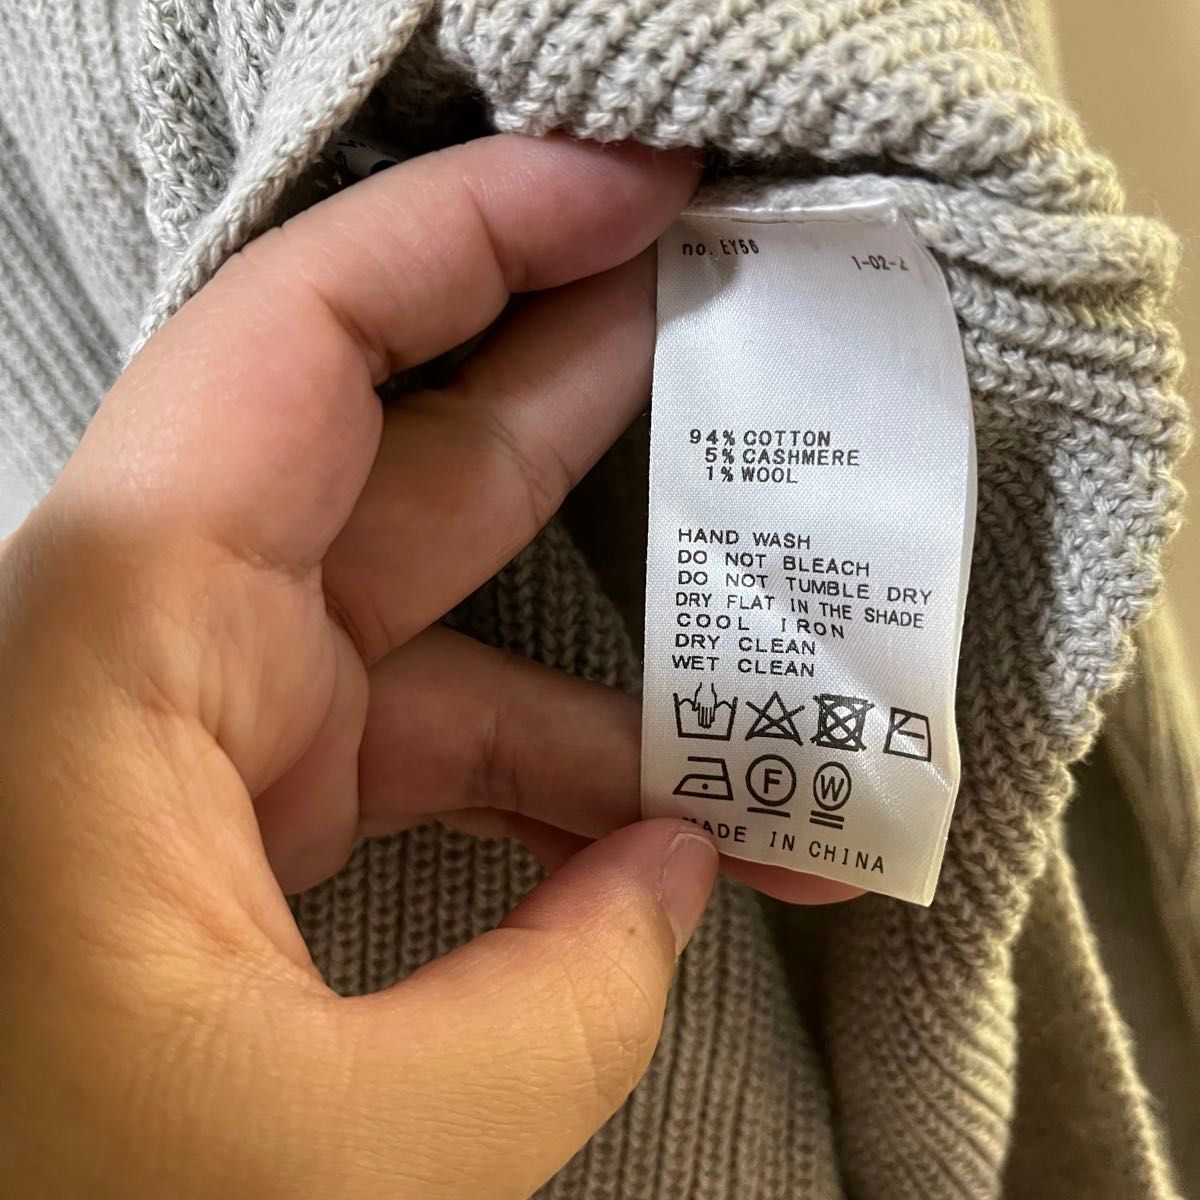 no. EY56
1-02-2
94% COTTON
5% CASHMERE
1% WOOL
HAND WASH
DO NOT BLEACH
DO NOT TUMBLE DRY
DRY FLAT IN THE SHADE
COOL IRON
DRY CLEAN
WET CLEAN
F W
MADE IN CHINA